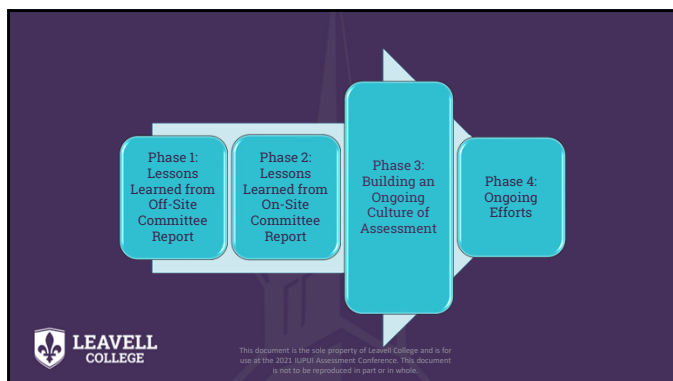 Phase 1:
Lessons
Learned from
Off-Site
Committee
Report
Phase 2:
Lessons
Learned from
On-Site
Committee
Report
Phase 3:
Building an
Ongoing
Culture of
Assessment
Phase 4:
Ongoing
Efforts
LEAVELL
COLLEGE
This document is the sole property of Leavell College and is for
use at the 2021 IUPUI Assessment Conference. This document
is not to be reproduced in part or in whole.